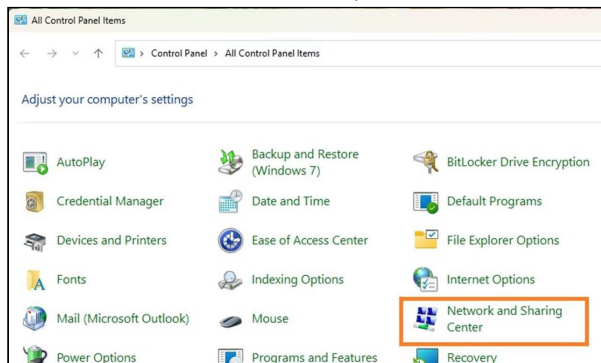 All Control Panel Items
Control Panel > All Control Panel Items
Adjust your computer's settings
AutoPlay
Backup and Restore
(Windows 7)
BitLocker Drive Encryption
Credential Manager
Date and Time
Default Programs
Devices and Printers
Ease of Access Center
File Explorer Options
Fonts
Indexing Options
Internet Options
Mail (Microsoft Outlook)
Mouse
Network and Sharing
Center
Power Options
Programs and Features
Recovery